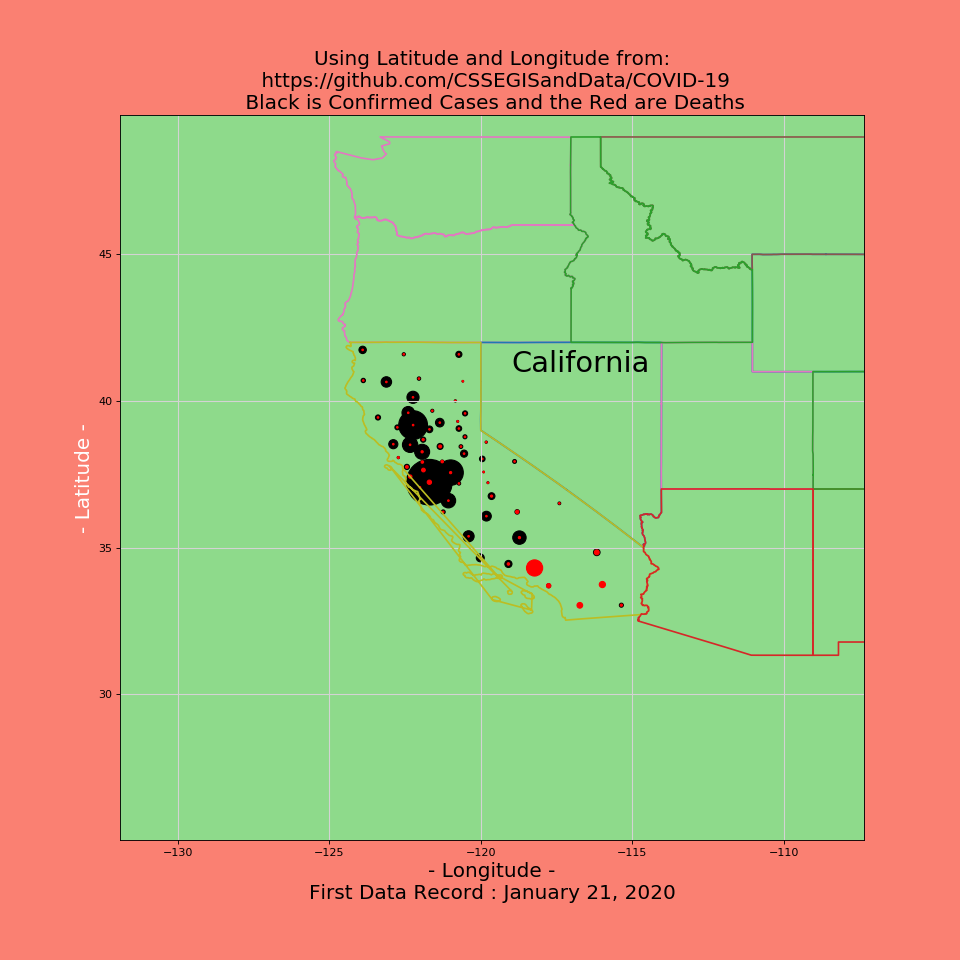 Using Latitude and Longitude from:
https://github.com/CSSEGISandData/COVID-19
Black is Confirmed Cases and the Red are Deaths
45
California
40
- Latitude -
35
30
−130 −125 −120 −115 −110
- Longitude -
First Data Record : January 21, 2020